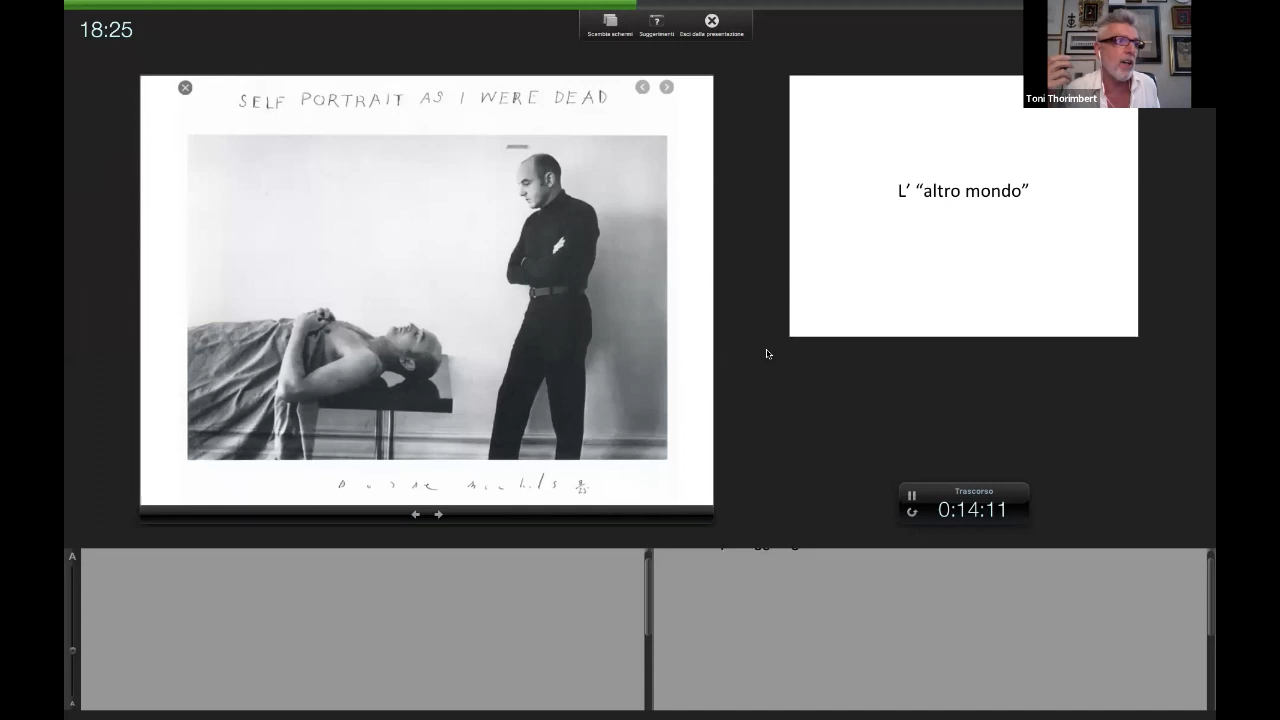 18:25
Scambia schermi
Suggerimenti
Esci dalla presentazione
Toni Thorimbert
SELF PORTRAIT AS I WERE DEAD
L’ “altro mondo”
Trascorso
0:14:11
A
A